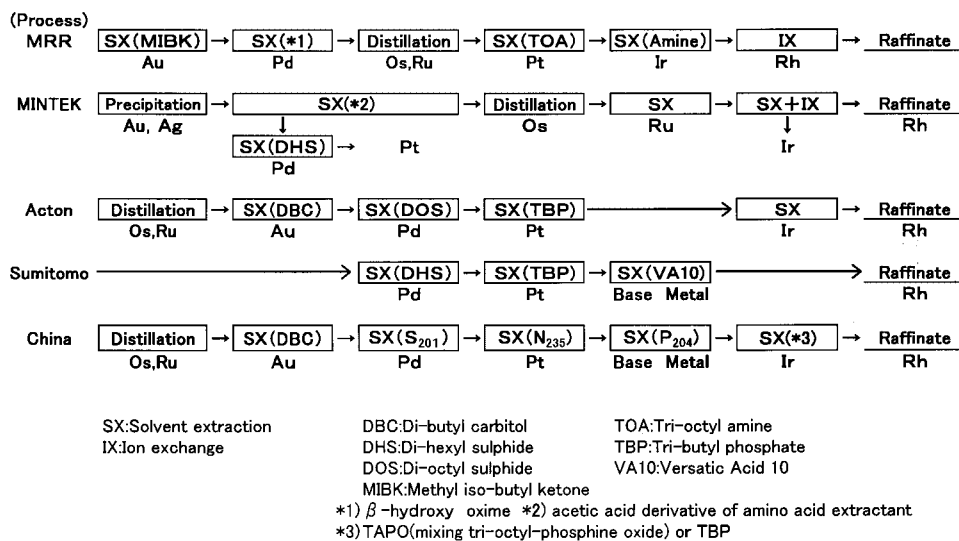 (Process)
MRR SX(MIBK) → SX(*1) → Distillation → SX(TOA) → SX(Amine) → IX → Raffinate
Au Pd Os,Ru Pt Ir Rh
MINTEK Precipitation → SX(*2) → Distillation → SX → SX+IX → Raffinate
Au, Ag Os Ru Ir Rh
SX(DHS) → Pt
Pd
Acton Distillation → SX(DBC) → SX(DOS) → SX(TBP) → SX → Raffinate
Os,Ru Au Pd Pt Ir Rh
Sumitomo → SX(DHS) → SX(TBP) → SX(VA10) → Raffinate
Pd Pt Base Metal Rh
China Distillation → SX(DBC) → SX(S₂₀₁) → SX(N₂₃₅) → SX(P₂₀₄) → SX(*3) → Raffinate
Os,Ru Au Pd Pt Base Metal Ir Rh
SX:Solvent extraction DBC:Di-butyl carbitol TOA:Tri-octyl amine
IX:Ion exchange DHS:Di-hexyl sulphide TBP:Tri-butyl phosphate
DOS:Di-octyl sulphide VA10:Versatic Acid 10
MIBK:Methyl iso-butyl ketone
*1) β-hydroxy oxime *2) acetic acid derivative of amino acid extractant
*3)TAPO(mixing tri-octyl-phosphine oxide) or TBP